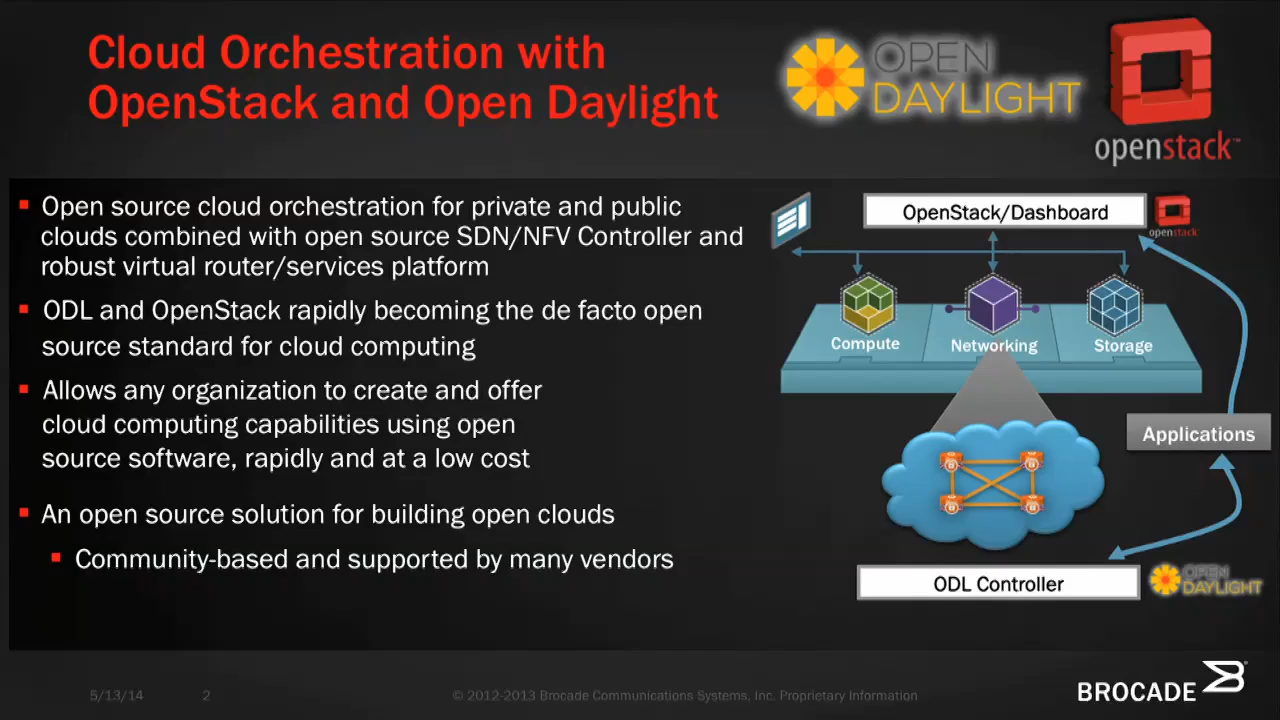 Cloud Orchestration with
OpenStack and Open Daylight
OPEN
DAYLIGHT
openstack™
▪ Open source cloud orchestration for private and public
clouds combined with open source SDN/NFV Controller and
robust virtual router/services platform
▪ ODL and OpenStack rapidly becoming the de facto open
source standard for cloud computing
▪ Allows any organization to create and offer
cloud computing capabilities using open
source software, rapidly and at a low cost
▪ An open source solution for building open clouds
▪ Community-based and supported by many vendors
OpenStack/Dashboard
openstack
Compute
Networking
Storage
Applications
ODL Controller
OPEN
DAYLIGHT
5/13/14
2
© 2012-2013 Brocade Communications Systems, Inc. Proprietary Information
BROCADE